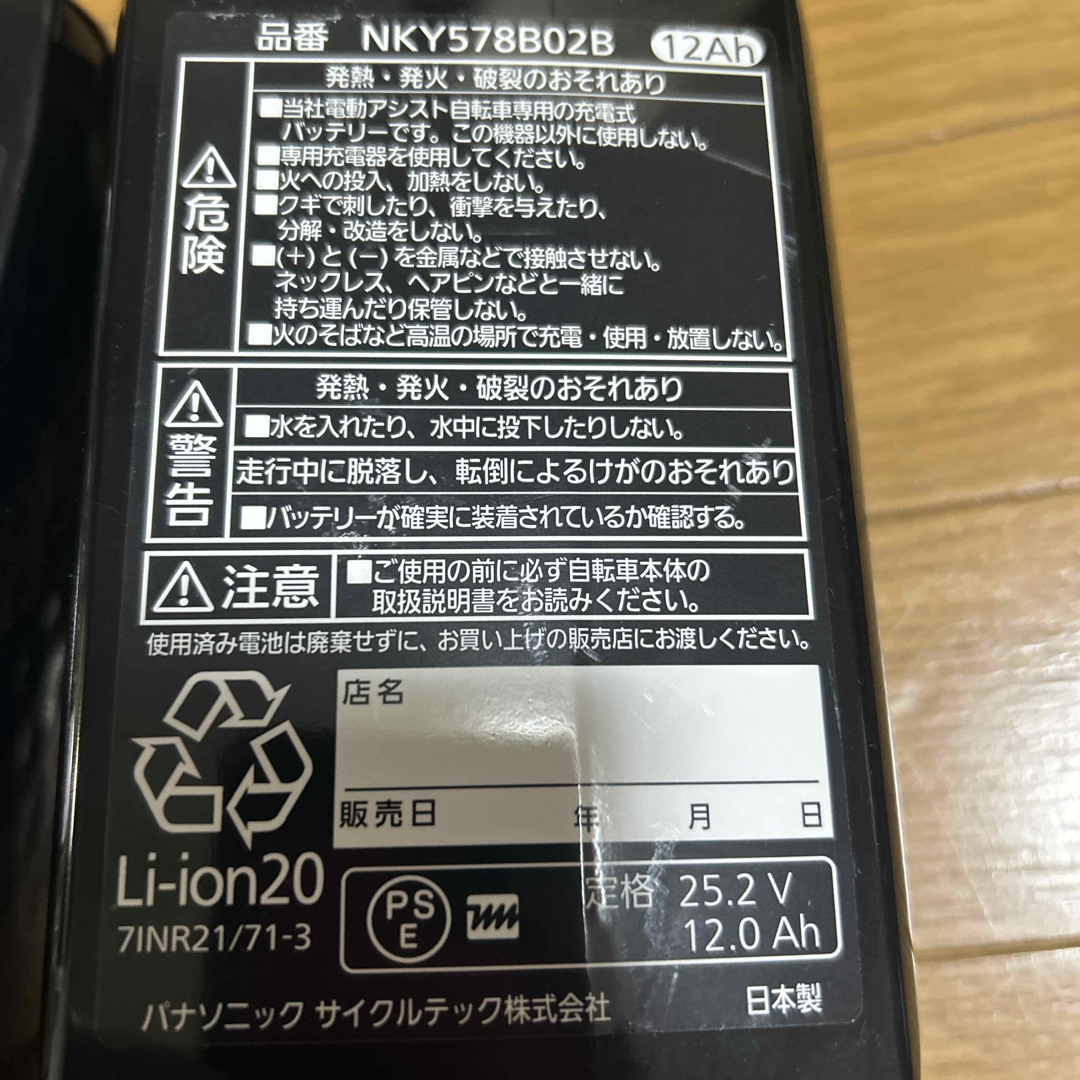 品番 NKY578B02B 12Ah
発熱・発火・破裂のおそれあり
危険
■当社電動アシスト自転車専用の充電式
バッテリーです。この機器以外に使用しない。
■専用充電器を使用してください。
■火への投入、加熱をしない。
■クギで刺したり、衝撃を与えたり、
分解・改造をしない。
■(+)と(−)を金属などで接触させない。
ネックレス、ヘアピンなどと一緒に
持ち運んだり保管しない。
■火のそばなど高温の場所で充電・使用・放置しない。
警告
発熱・発火・破裂のおそれあり
■水を入れたり、水中に投下したりしない。
走行中に脱落し、転倒によるけがのおそれあり
■バッテリーが確実に装着されているか確認する。
注意
■ご使用の前に必ず自転車本体の
取扱説明書をお読みください。
使用済み電池は廃棄せずに、お買い上げの販売店にお渡しください。
店名
販売日 年 月 日
Li-ion20
7INR21/71-3
PSE
定格 25.2 V
12.0 Ah
パナソニック サイクルテック株式会社
日本製